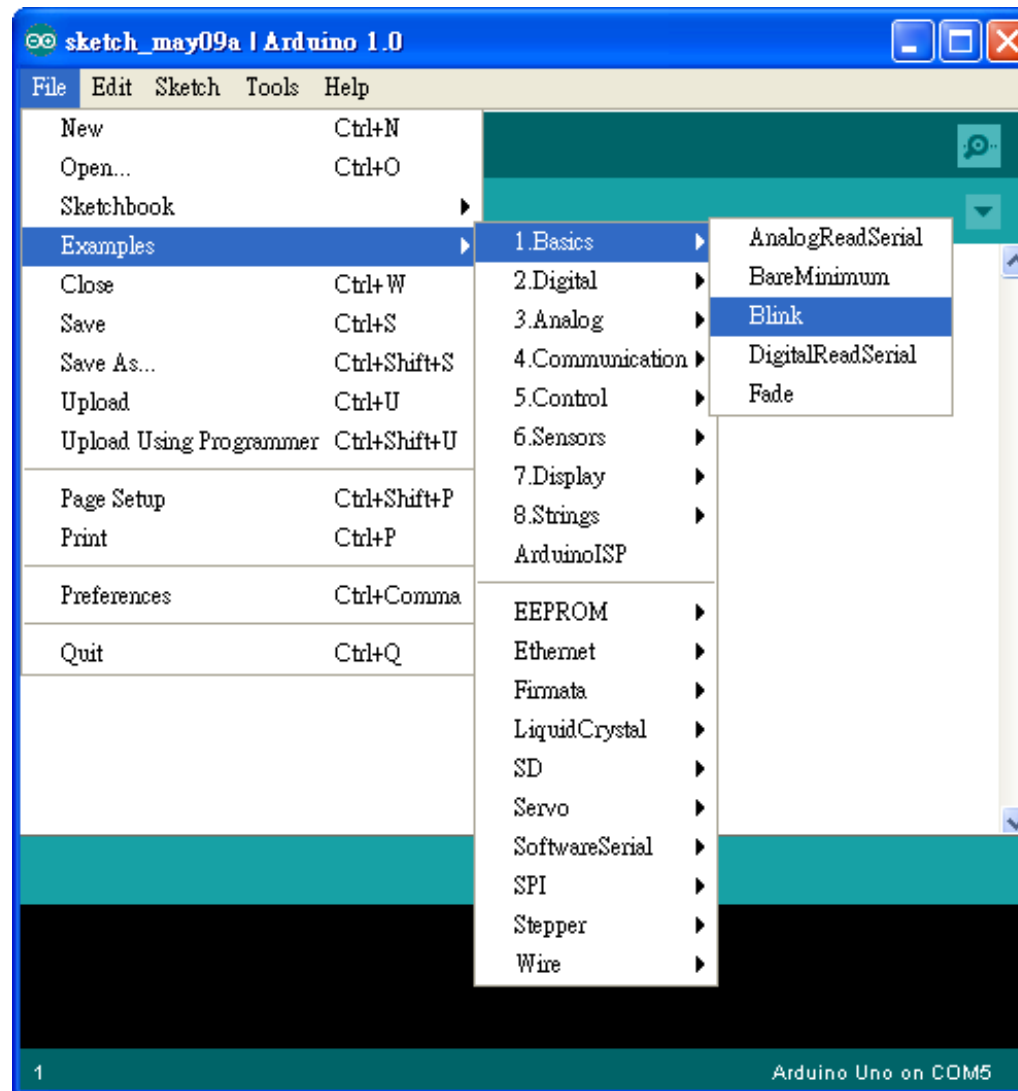 sketch_may09a | Arduino 1.0
File Edit Sketch Tools Help
New Ctrl+N
Open... Ctrl+O
Sketchbook
Examples
Close Ctrl+W
Save Ctrl+S
Save As... Ctrl+Shift+S
Upload Ctrl+U
Upload Using Programmer Ctrl+Shift+U
Page Setup Ctrl+Shift+P
Print Ctrl+P
Preferences Ctrl+Comma
Quit Ctrl+Q
1.Basics
2.Digital
3.Analog
4.Communication
5.Control
6.Sensors
7.Display
8.Strings
ArduinoISP
EEPROM
Ethernet
Firmata
LiquidCrystal
SD
Servo
SoftwareSerial
SPI
Stepper
Wire
AnalogReadSerial
BareMinimum
Blink
DigitalReadSerial
Fade
1 Arduino Uno on COM5